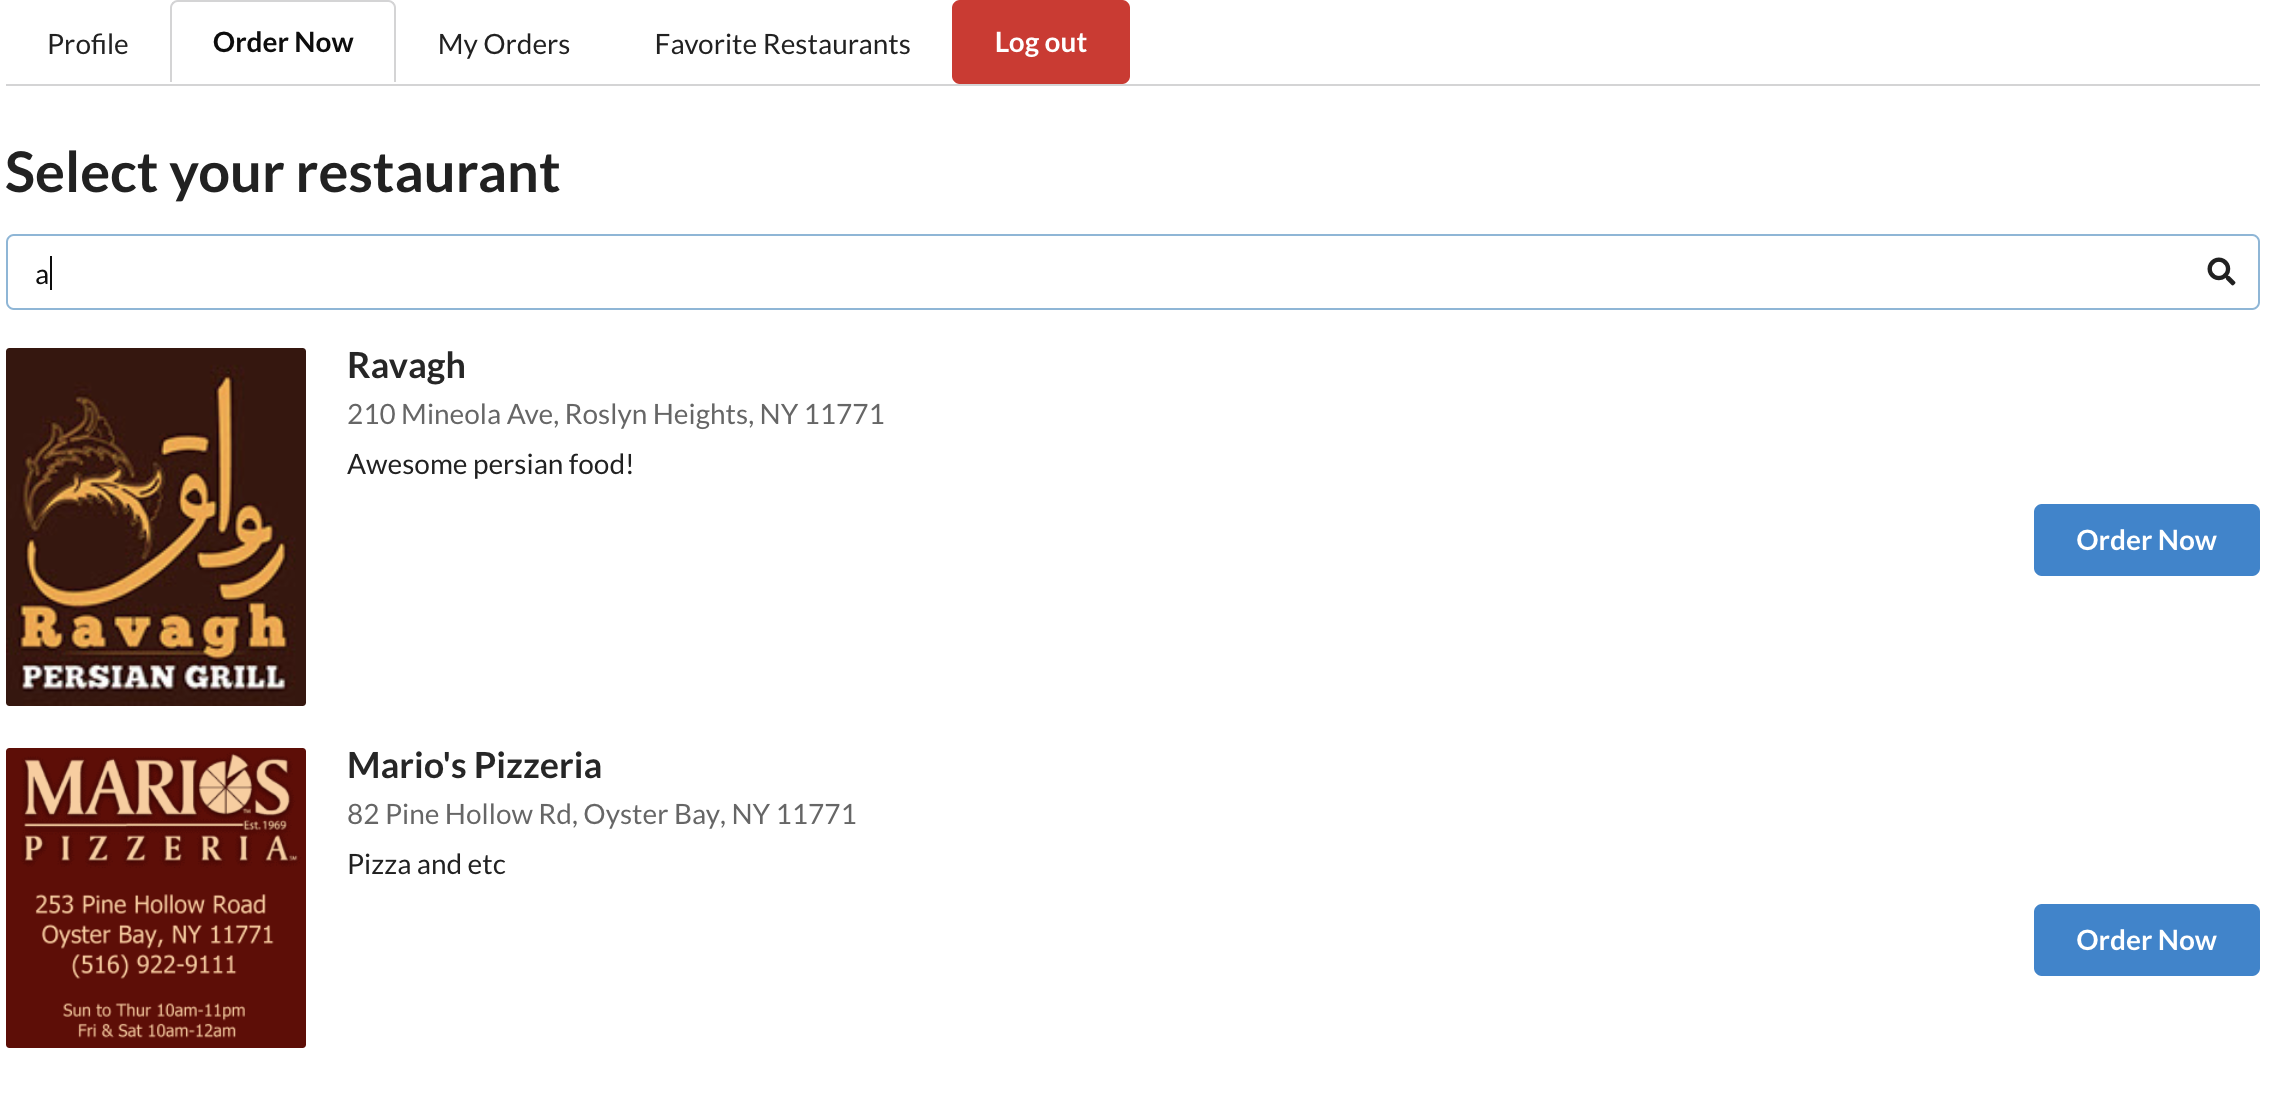 Profile
Order Now
My Orders
Favorite Restaurants
Log out
Select your restaurant
a
رواق
Ravagh
PERSIAN GRILL
Ravagh
210 Mineola Ave, Roslyn Heights, NY 11771
Awesome persian food!
Order Now
MARIO'S
Est. 1969
PIZZERIA™
253 Pine Hollow Road
Oyster Bay, NY 11771
(516) 922-9111
Sun to Thur 10am-11pm
Fri & Sat 10am-12am
Mario's Pizzeria
82 Pine Hollow Rd, Oyster Bay, NY 11771
Pizza and etc
Order Now